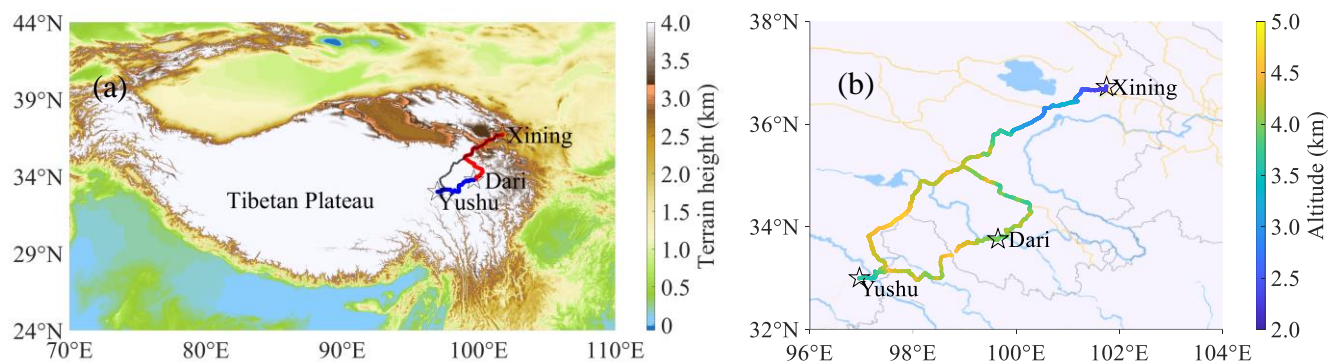 (a)
44°N
39°N
34°N
29°N
24°N
70°E
80°E
90°E
100°E
110°E
Tibetan Plateau
Xining
Dari
Yushu
4.0
3.5
3.0
2.5
2.0
1.5
1.0
0.5
0
Terrain height (km)
(b)
38°N
36°N
34°N
32°N
96°E
98°E
100°E
102°E
104°E
Xining
Dari
Yushu
5.0
4.5
4.0
3.5
3.0
2.5
2.0
Altitude (km)